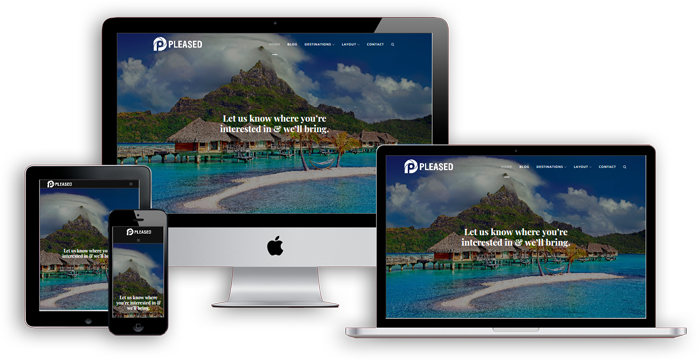 PLEASED
HOME BLOG DESTINATIONS LAYOUT CONTACT
Let us know where you're
interested in & we'll bring.
PLEASED
HOME BLOG DESTINATIONS LAYOUT CONTACT
Let us know where you're
interested in & we'll bring.
PLEASED
Let us know where you're
interested in & we'll bring.
PLEASED
Let us know where
you're interested in &
we'll bring.